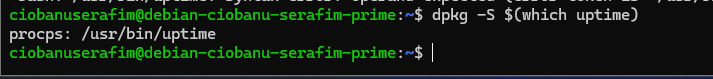 ciobanuserafim@debian-ciobanu-serafim-prime:~$ dpkg -S $(which uptime)
procps: /usr/bin/uptime
ciobanuserafim@debian-ciobanu-serafim-prime:~$